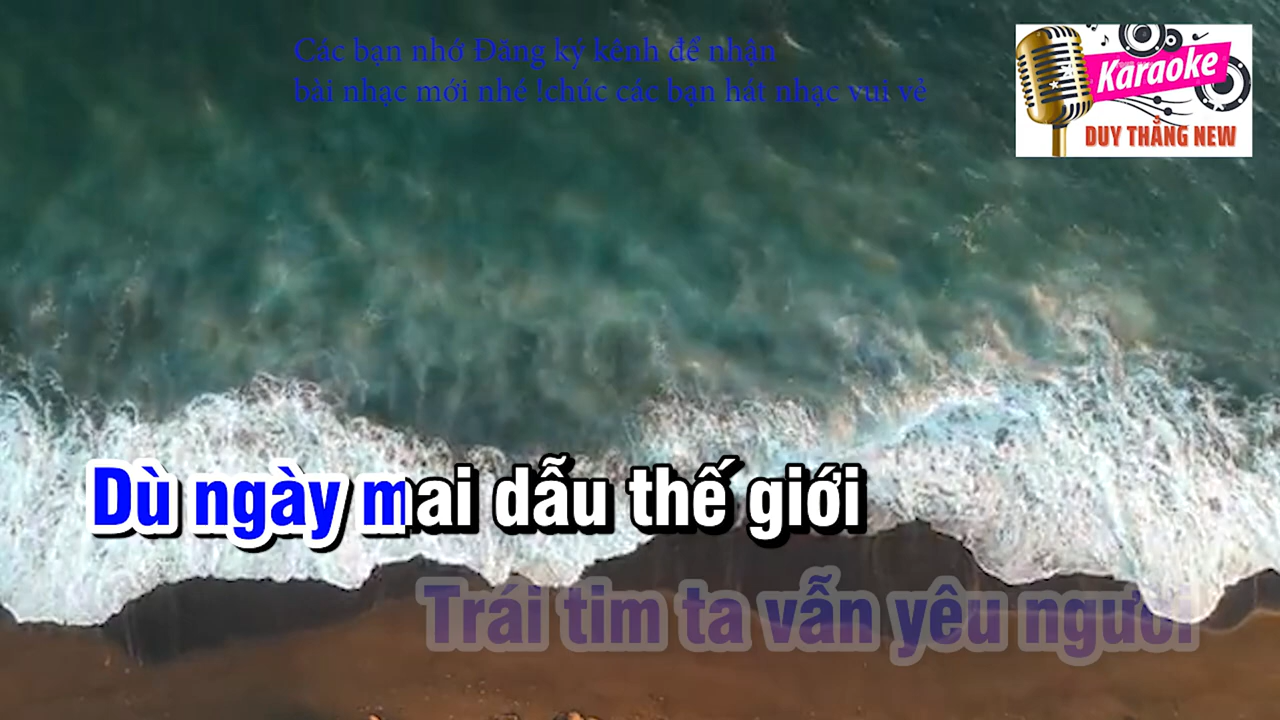 Các bạn nhớ Đăng ký kênh để nhận
bài nhạc mới nhé !chúc các bạn hát nhạc vui vẻ
Karaoke
DUY THẮNG NEW
Dù ngày mai dẫu thế giới
Trái tim ta vẫn yêu người